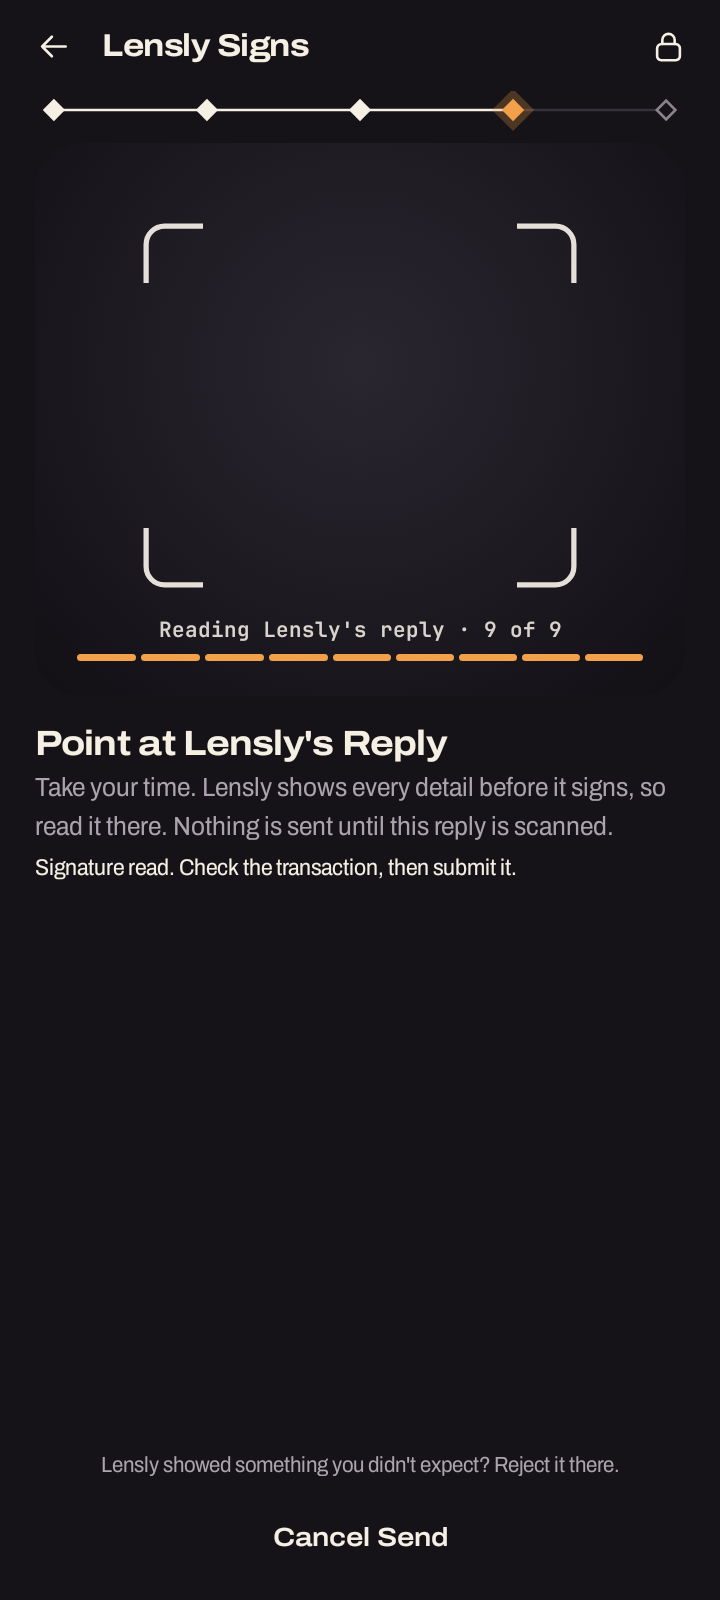 Lensly Signs
Reading Lensly's reply · 9 of 9
Point at Lensly's Reply
Take your time. Lensly shows every detail before it signs, so
read it there. Nothing is sent until this reply is scanned.
Signature read. Check the transaction, then submit it.
Lensly showed something you didn't expect? Reject it there.
Cancel Send